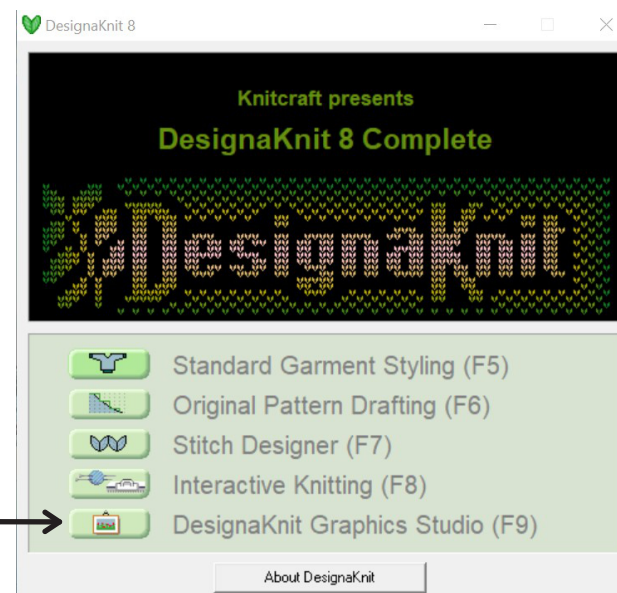 DesignaKnit 8
Knitcraft presents
DesignaKnit 8 Complete
DesignaKnit
Standard Garment Styling (F5)
Original Pattern Drafting (F6)
Stitch Designer (F7)
Interactive Knitting (F8)
DesignaKnit Graphics Studio (F9)
About DesignaKnit